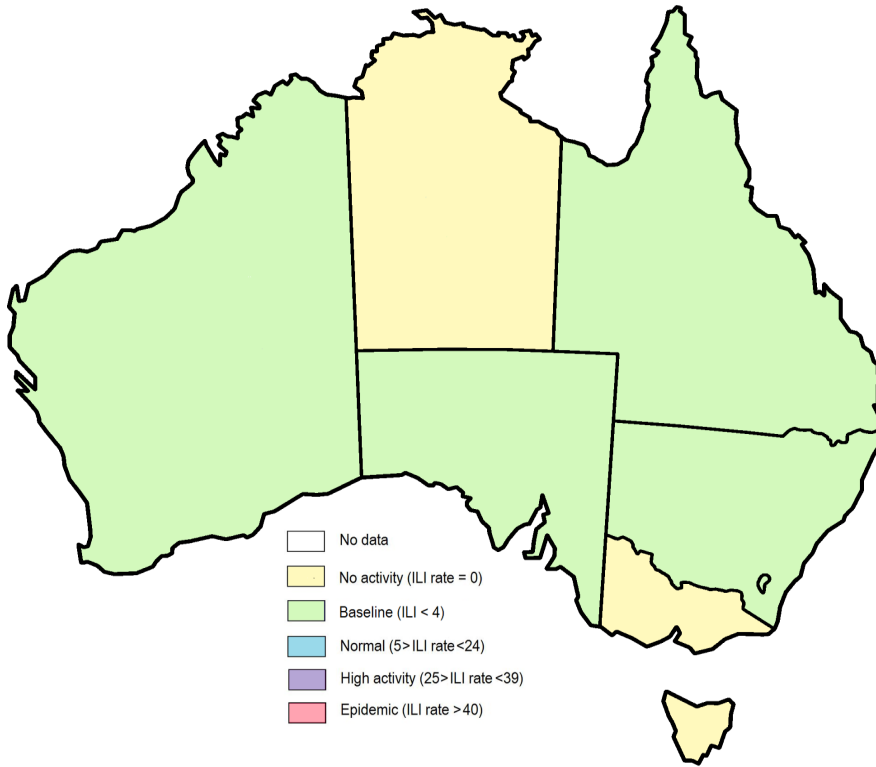 No data
No activity (ILI rate = 0)
Baseline (ILI < 4)
Normal (5> ILI rate <24)
High activity (25> ILI rate <39)
Epidemic (ILI rate >40)